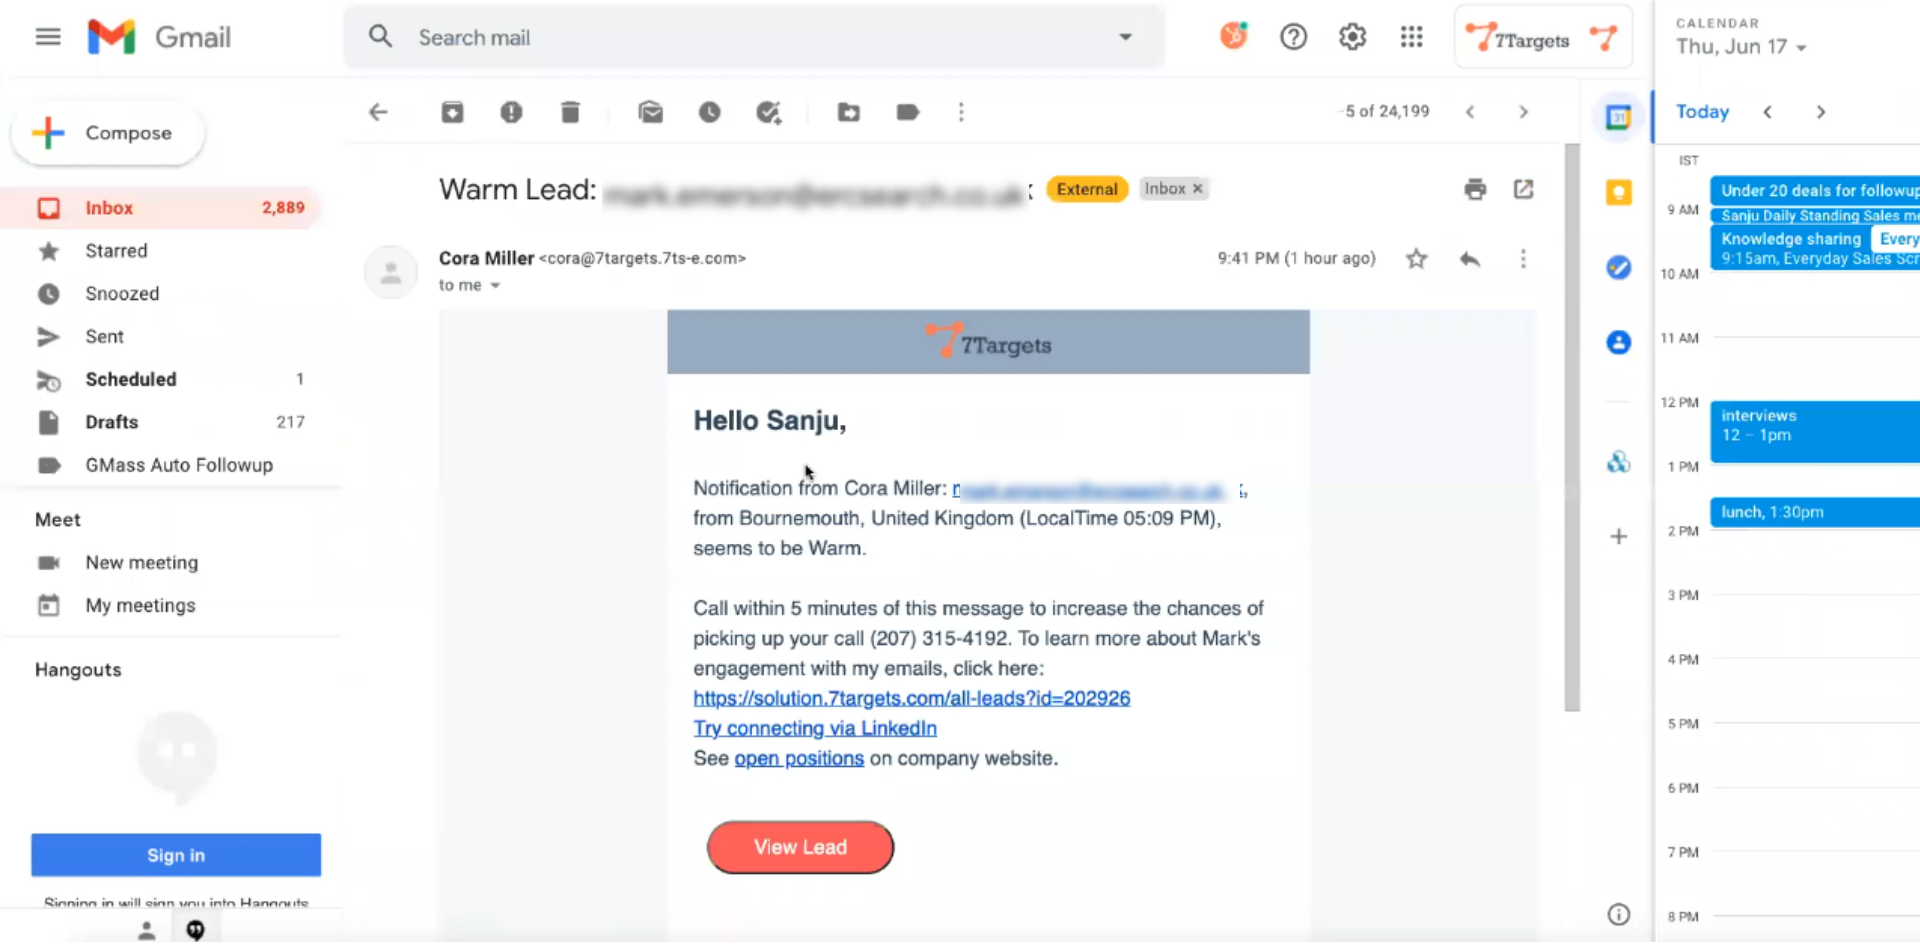 Gmail
Search mail
7Targets
CALENDAR
Thu, Jun 17
Compose
5 of 24,199
Today
IST
Inbox 2,889
Starred
Snoozed
Sent
Scheduled 1
Drafts 217
GMass Auto Followup
Meet
New meeting
My meetings
Hangouts
Sign in
Signing in will sign you into Hangouts
Warm Lead:
External
Inbox ×
Cora Miller <cora@7targets.7ts-e.com>
9:41 PM (1 hour ago)
to me
7Targets
Hello Sanju,
Notification from Cora Miller:
from Bournemouth, United Kingdom (LocalTime 05:09 PM),
seems to be Warm.
Call within 5 minutes of this message to increase the chances of
picking up your call (207) 315-4192. To learn more about Mark's
engagement with my emails, click here:
https://solution.7targets.com/all-leads?id=202926
Try connecting via LinkedIn
See open positions on company website.
View Lead
31
Under 20 deals for followup
9 AM
Sanju Daily Standing Sales me
Knowledge sharing
Every
9:15am, Everyday Sales Scr
10 AM
11 AM
12 PM
interviews
12 – 1pm
1 PM
lunch, 1:30pm
2 PM
3 PM
4 PM
5 PM
6 PM
7 PM
8 PM